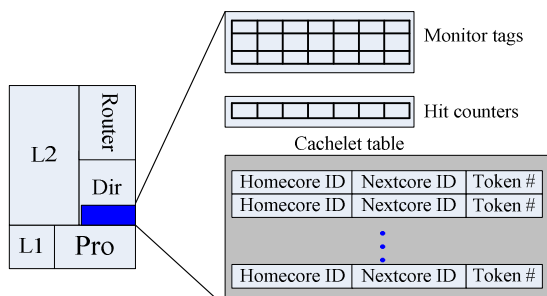 Monitor tags
Hit counters
Cachelet table
Homecore ID Nextcore ID Token #
Homecore ID Nextcore ID Token #
Homecore ID Nextcore ID Token #
L2
Router
Dir
L1
Pro